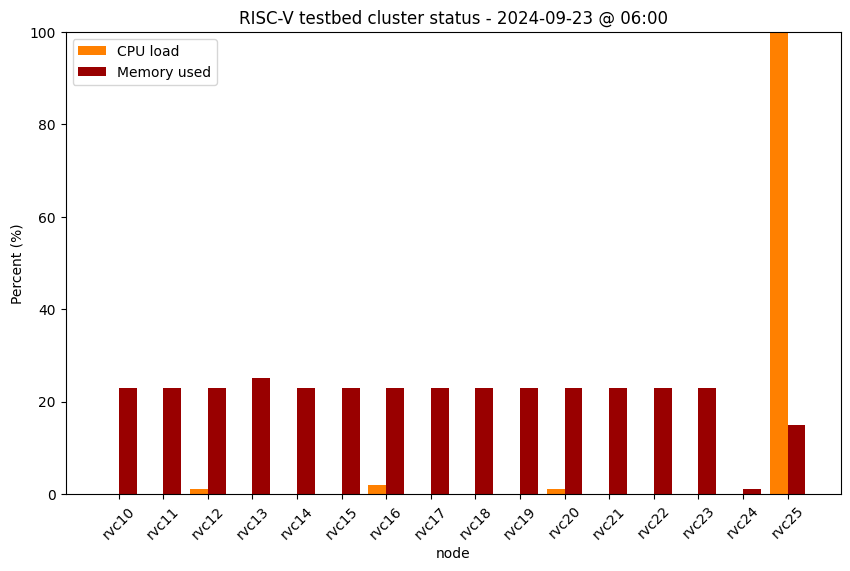 RISC-V testbed cluster status - 2024-09-23 @ 06:00
CPU load
Memory used
Percent (%)
100
80
60
40
20
0
rvc10
rvc11
rvc12
rvc13
rvc14
rvc15
rvc16
rvc17
rvc18
rvc19
rvc20
rvc21
rvc22
rvc23
rvc24
rvc25
node